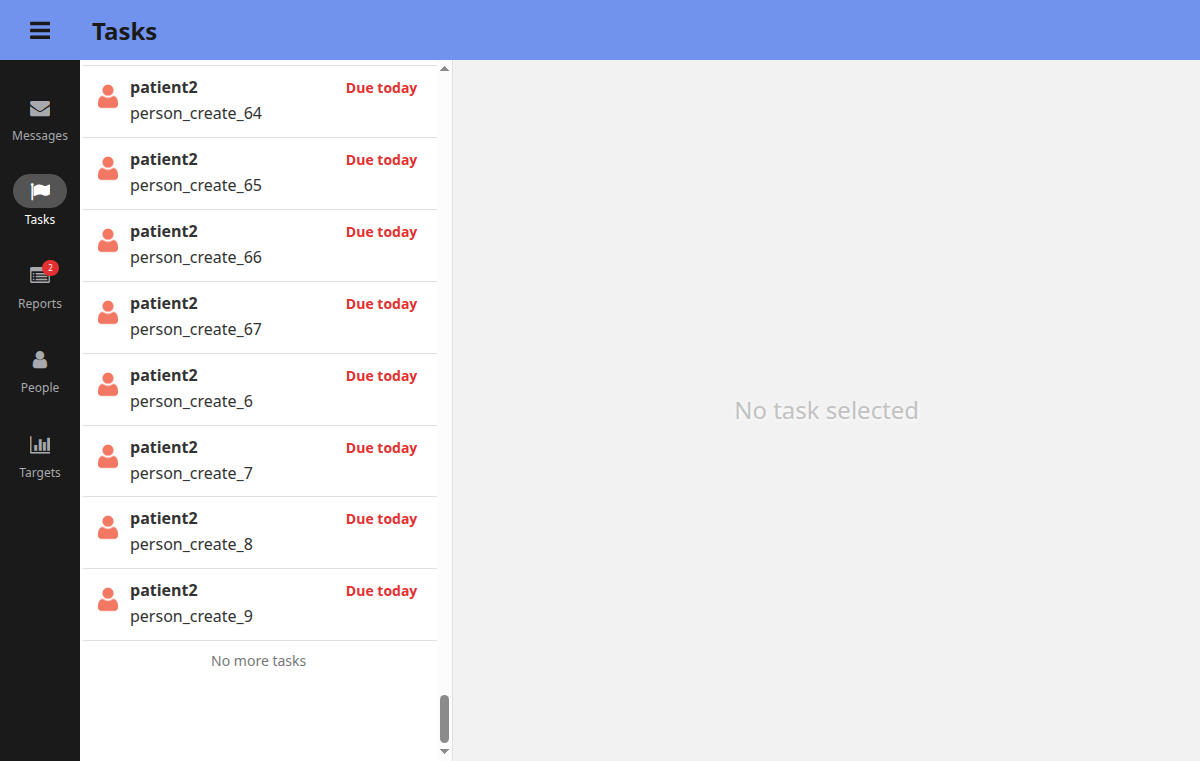 Tasks
Messages
Tasks
2
Reports
People
Targets
patient2 Due today
person_create_64
patient2 Due today
person_create_65
patient2 Due today
person_create_66
patient2 Due today
person_create_67
patient2 Due today
person_create_6
patient2 Due today
person_create_7
patient2 Due today
person_create_8
patient2 Due today
person_create_9
No more tasks
No task selected